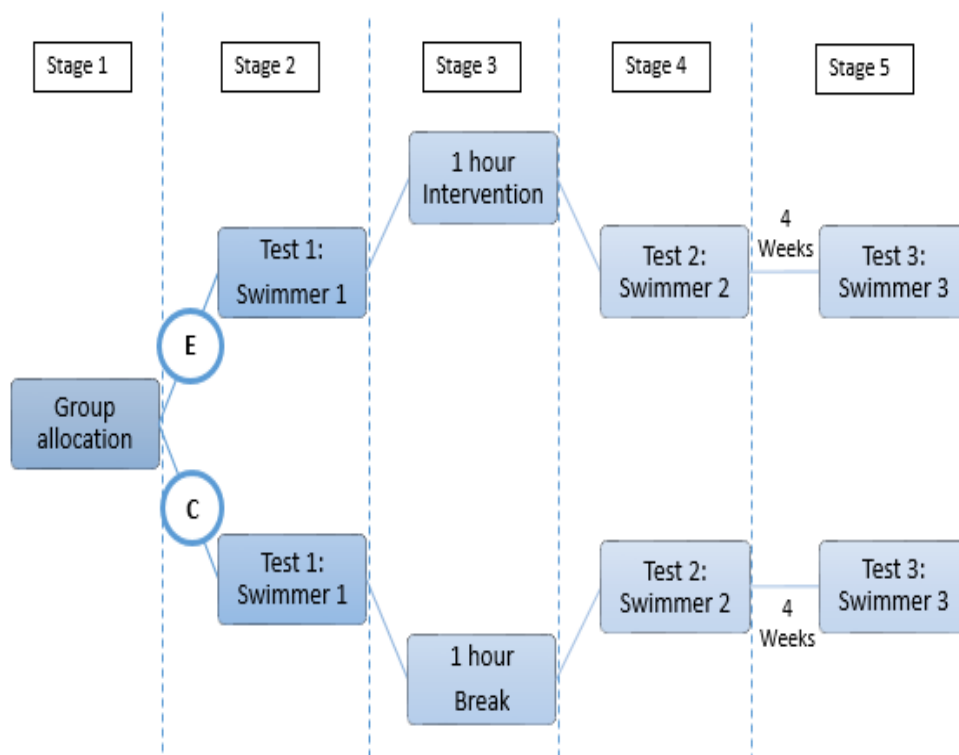 Stage 1
Stage 2
Stage 3
Stage 4
Stage 5
1 hour
Intervention
Test 1:
Swimmer 1
Test 2:
Swimmer 2
4
Weeks
Test 3:
Swimmer 3
E
Group
allocation
C
Test 1:
Swimmer 1
1 hour
Break
Test 2:
Swimmer 2
4
Weeks
Test 3:
Swimmer 3